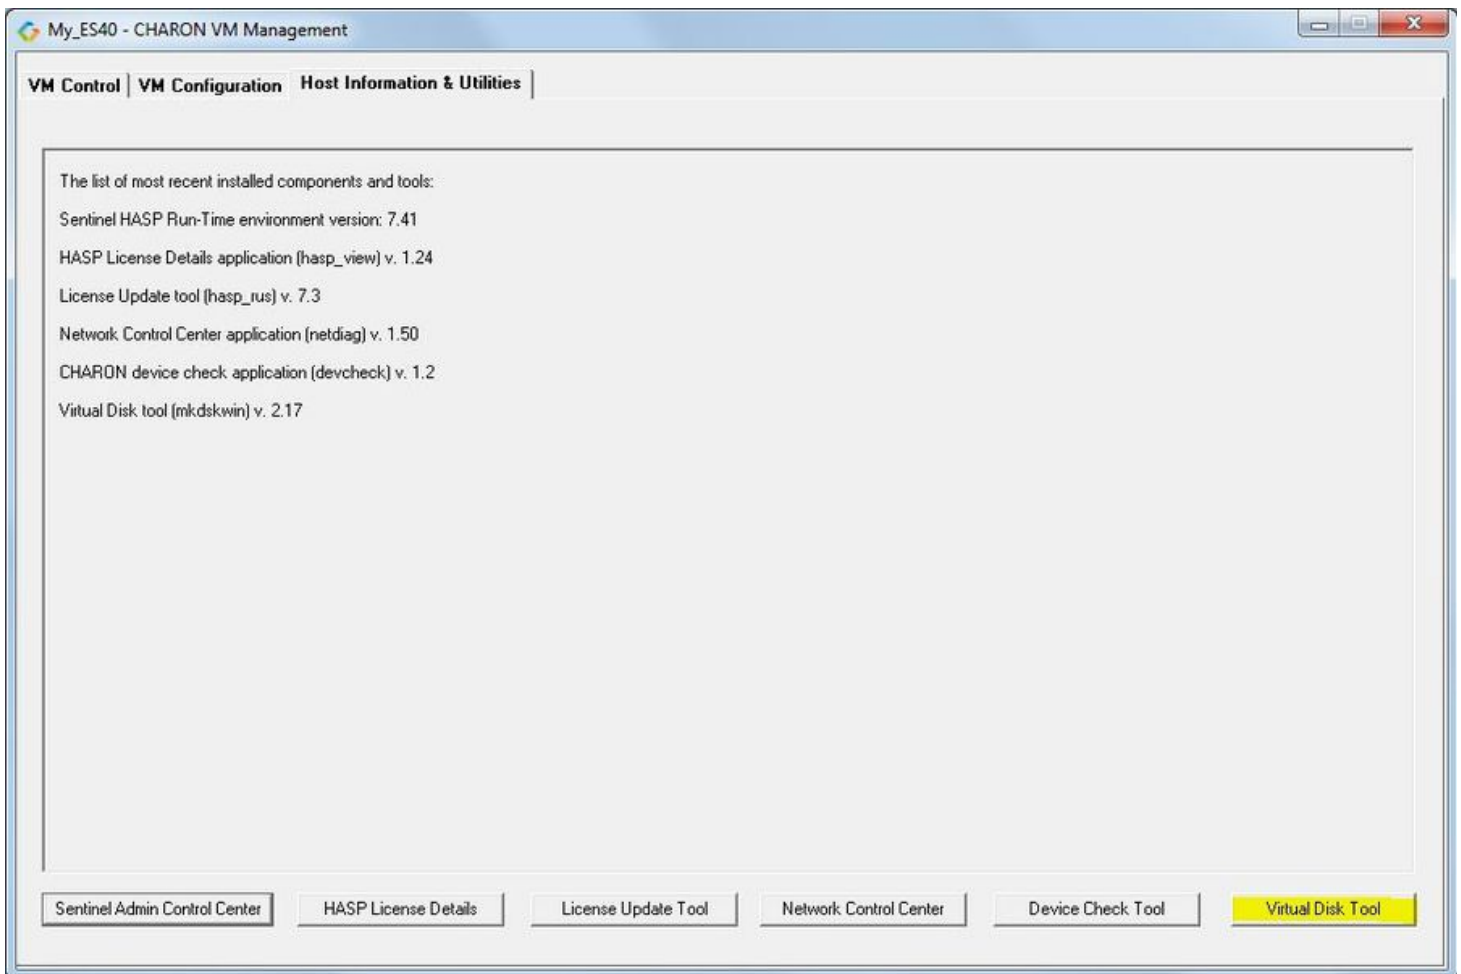 My_ES40 - CHARON VM Management
VM Control VM Configuration Host Information & Utilities
The list of most recent installed components and tools:
Sentinel HASP Run-Time environment version: 7.41
HASP License Details application (hasp_view) v. 1.24
License Update tool (hasp_rus) v. 7.3
Network Control Center application (netdiag) v. 1.50
CHARON device check application (devcheck) v. 1.2
Virtual Disk tool (mkdskwin) v. 2.17
Sentinel Admin Control Center HASP License Details License Update Tool Network Control Center Device Check Tool Virtual Disk Tool